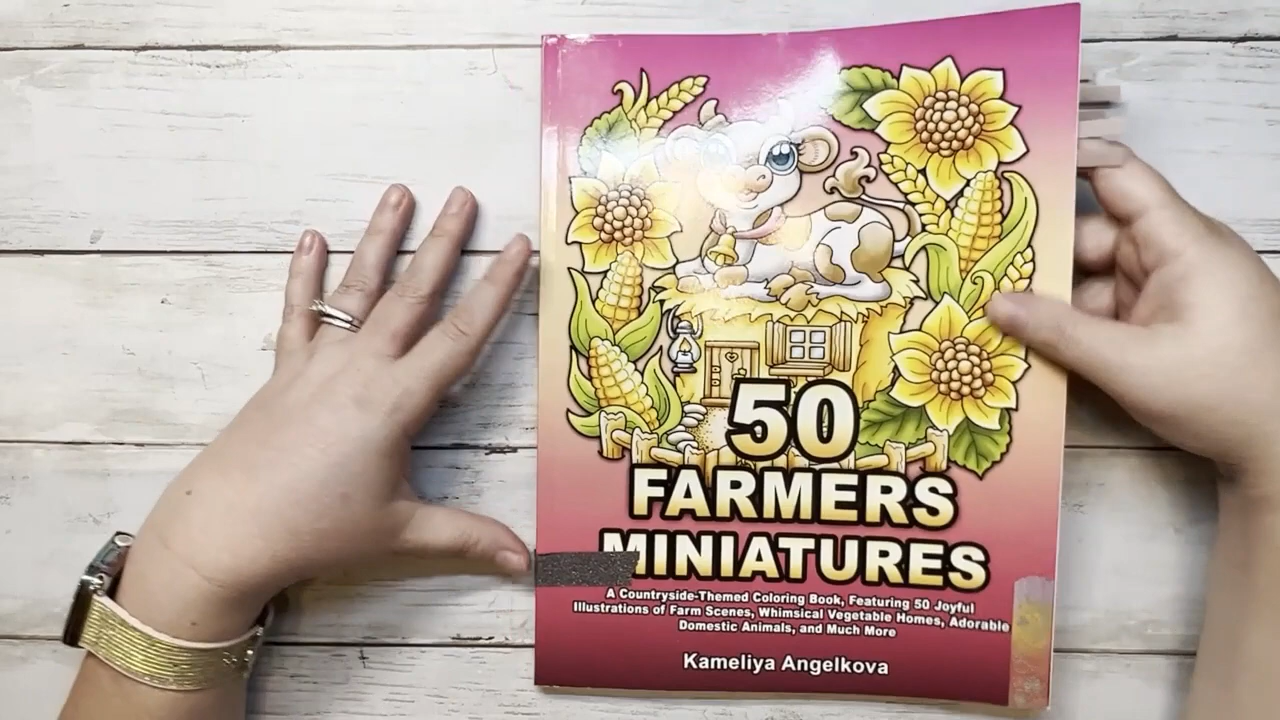 50
FARMERS
MINIATURES
A Countryside-Themed Coloring Book, Featuring 50 Joyful
Illustrations of Farm Scenes, Whimsical Vegetable Homes, Adorable
Domestic Animals, and Much More
Kameliya Angelkova